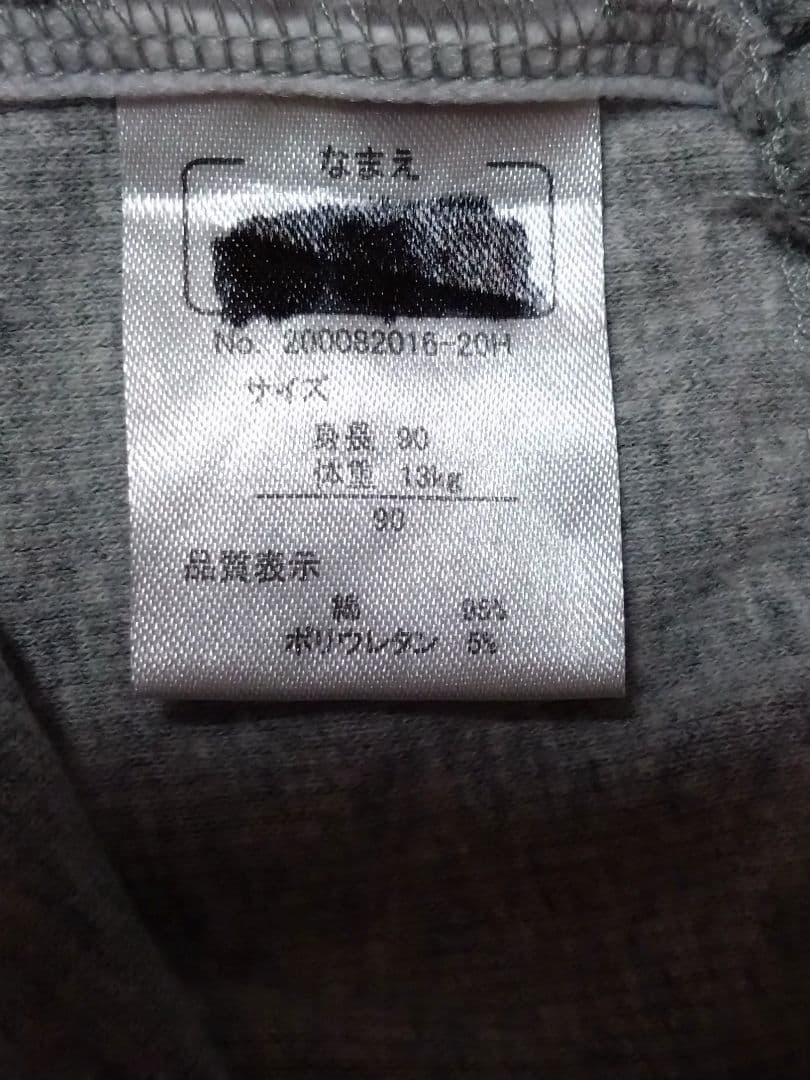 なまえ
No. 200082016-20H
サイズ
身長 90
体重 13kg
90
品質表示
綿 95%
ポリウレタン 5%